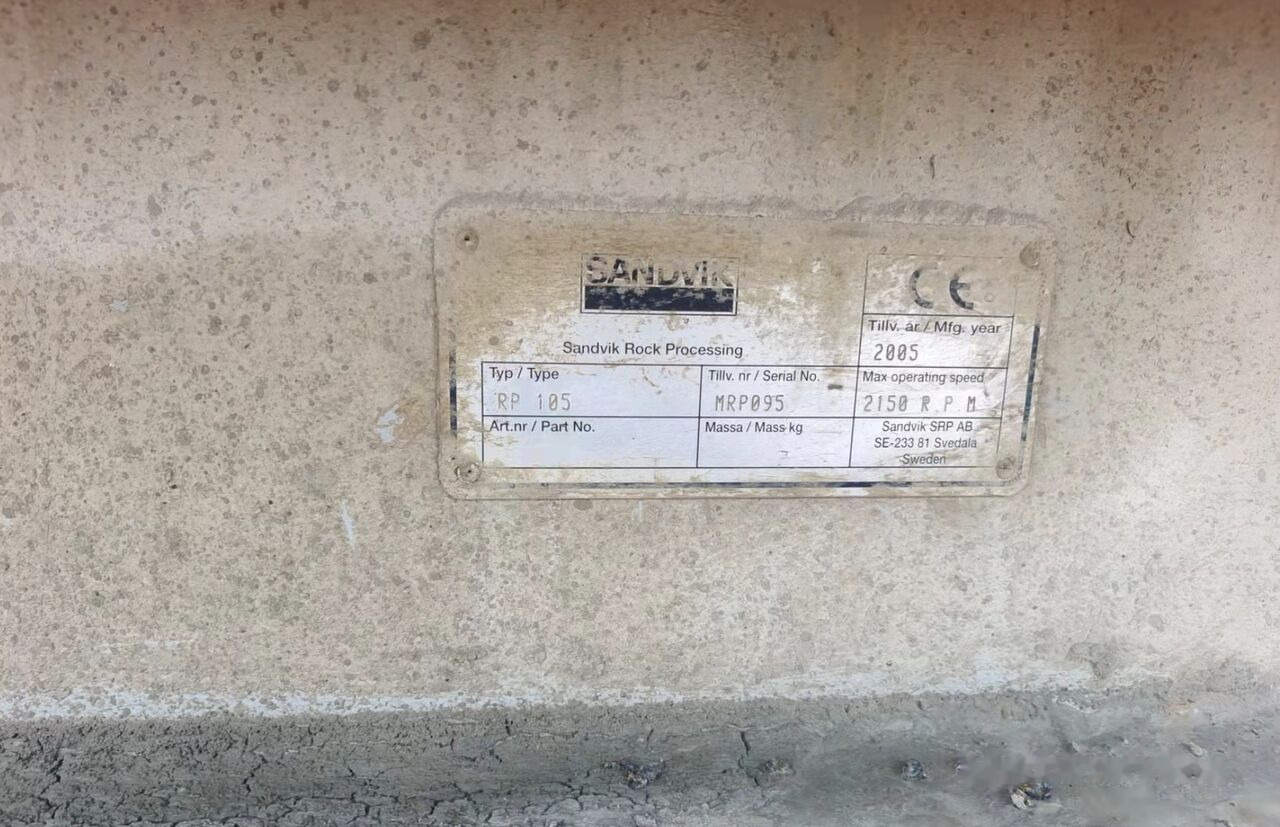 SANDVIK
CE
Tillv. år / Mfg. year
2005
Sandvik Rock Processing
Typ / Type
RP 105
Tillv. nr / Serial No.
MRP095
Max operating speed
2150 R.P.M
Art.nr / Part No.
Massa / Mass kg
Sandvik SRP AB
SE-233 81 Svedala
Sweden